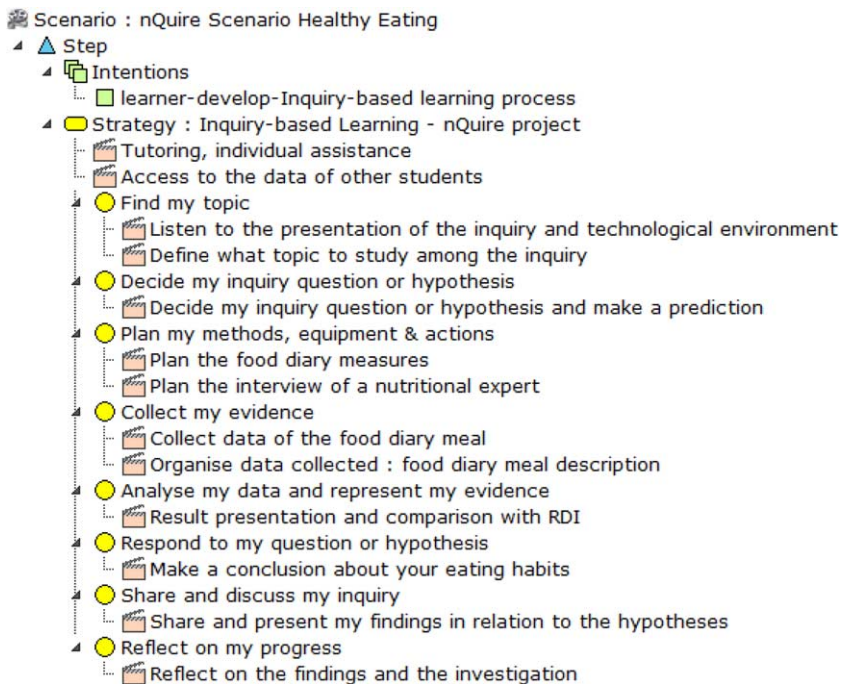 Scenario : nQuire Scenario Healthy Eating
Step
Intentions
learner-develop-Inquiry-based learning process
Strategy : Inquiry-based Learning - nQuire project
Tutoring, individual assistance
Access to the data of other students
Find my topic
Listen to the presentation of the inquiry and technological environment
Define what topic to study among the inquiry
Decide my inquiry question or hypothesis
Decide my inquiry question or hypothesis and make a prediction
Plan my methods, equipment & actions
Plan the food diary measures
Plan the interview of a nutritional expert
Collect my evidence
Collect data of the food diary meal
Organise data collected : food diary meal description
Analyse my data and represent my evidence
Result presentation and comparison with RDI
Respond to my question or hypothesis
Make a conclusion about your eating habits
Share and discuss my inquiry
Share and present my findings in relation to the hypotheses
Reflect on my progress
Reflect on the findings and the investigation